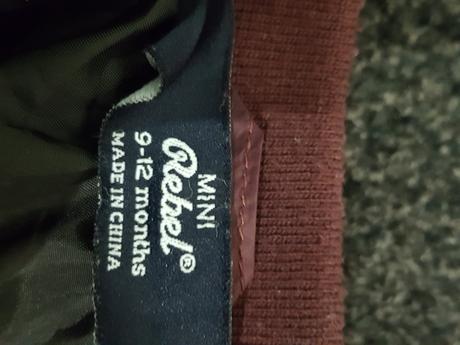 MINI
Rebel®
9-12 months
MADE IN CHINA